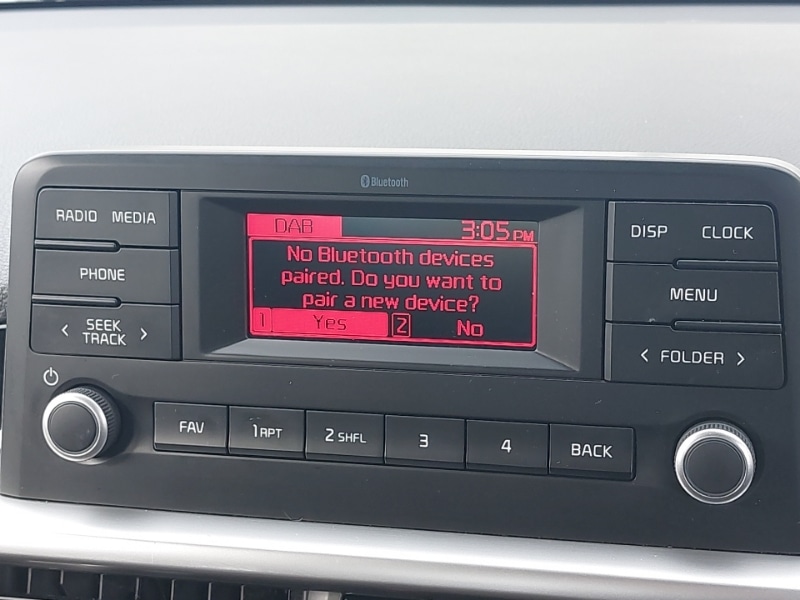 Bluetooth
RADIO MEDIA
PHONE
< SEEK TRACK >
DAB 3:05 PM
No Bluetooth devices
paired. Do you want to
pair a new device?
1 Yes 2 No
DISP CLOCK
MENU
< FOLDER >
FAV 1 RPT 2 SHFL 3 4 BACK